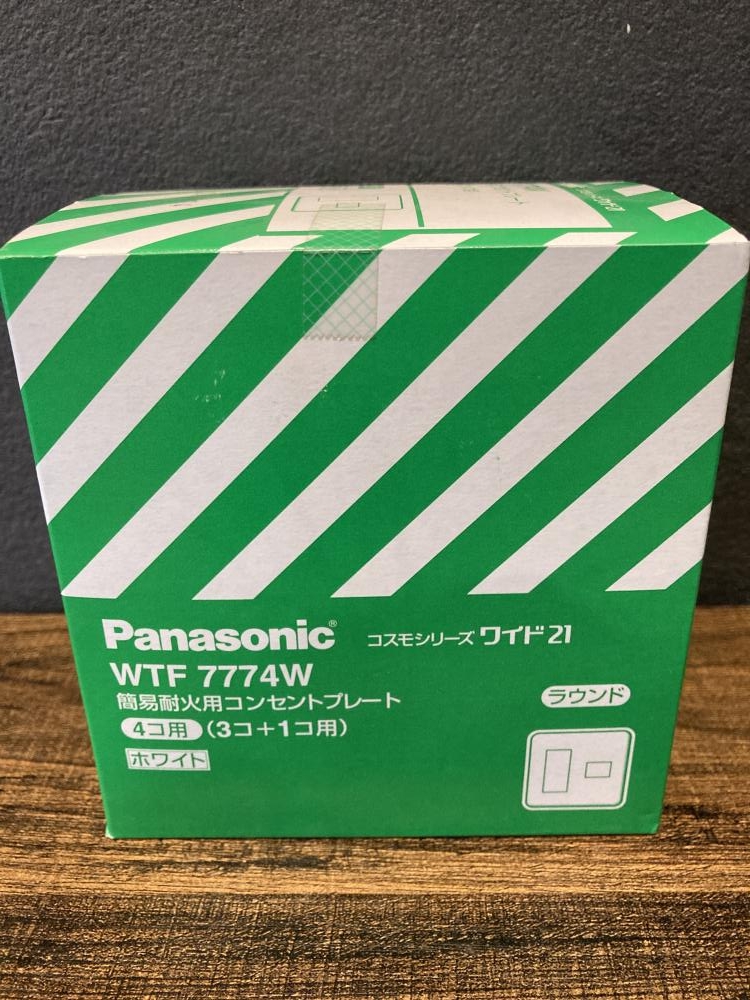 Panasonic® コスモシリーズ ワイド21
WTF 7774W
簡易耐火用コンセントプレート
4コ用 (3コ+1コ用)
ホワイト
ラウンド